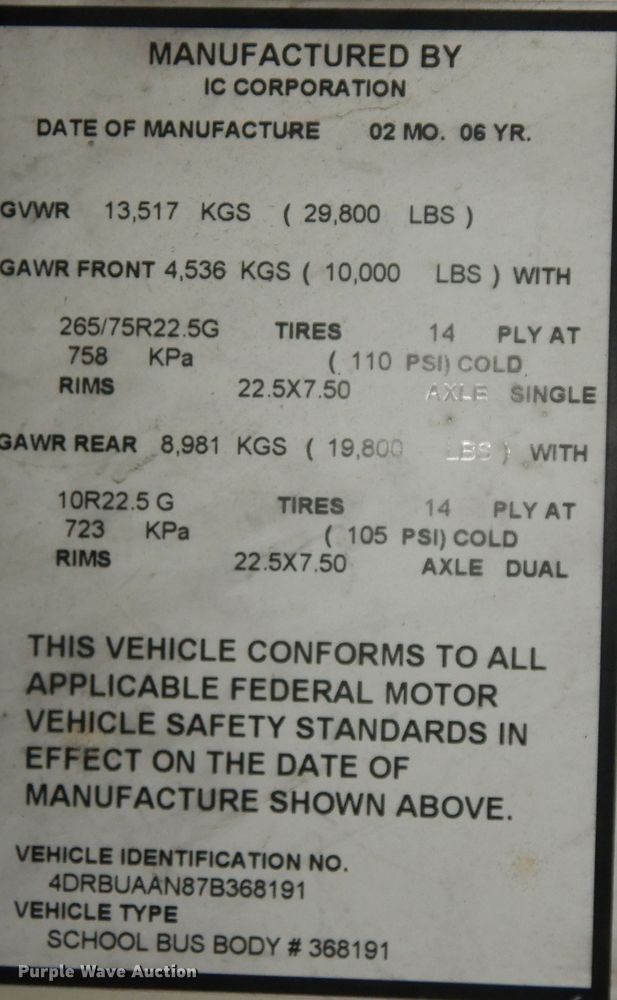 MANUFACTURED BY
IC CORPORATION
DATE OF MANUFACTURE 02 MO. 06 YR.
GVWR 13,517 KGS ( 29,800 LBS )
GAWR FRONT 4,536 KGS ( 10,000 LBS ) WITH
265/75R22.5G TIRES 14 PLY AT
758 KPa ( 110 PSI) COLD
RIMS 22.5X7.50 AXLE SINGLE
GAWR REAR 8,981 KGS ( 19,800 LBS ) WITH
10R22.5 G TIRES 14 PLY AT
723 KPa ( 105 PSI) COLD
RIMS 22.5X7.50 AXLE DUAL
THIS VEHICLE CONFORMS TO ALL
APPLICABLE FEDERAL MOTOR
VEHICLE SAFETY STANDARDS IN
EFFECT ON THE DATE OF
MANUFACTURE SHOWN ABOVE.
VEHICLE IDENTIFICATION NO.
4DRBUAAN87B368191
VEHICLE TYPE
SCHOOL BUS BODY # 368191
Purple Wave Auction